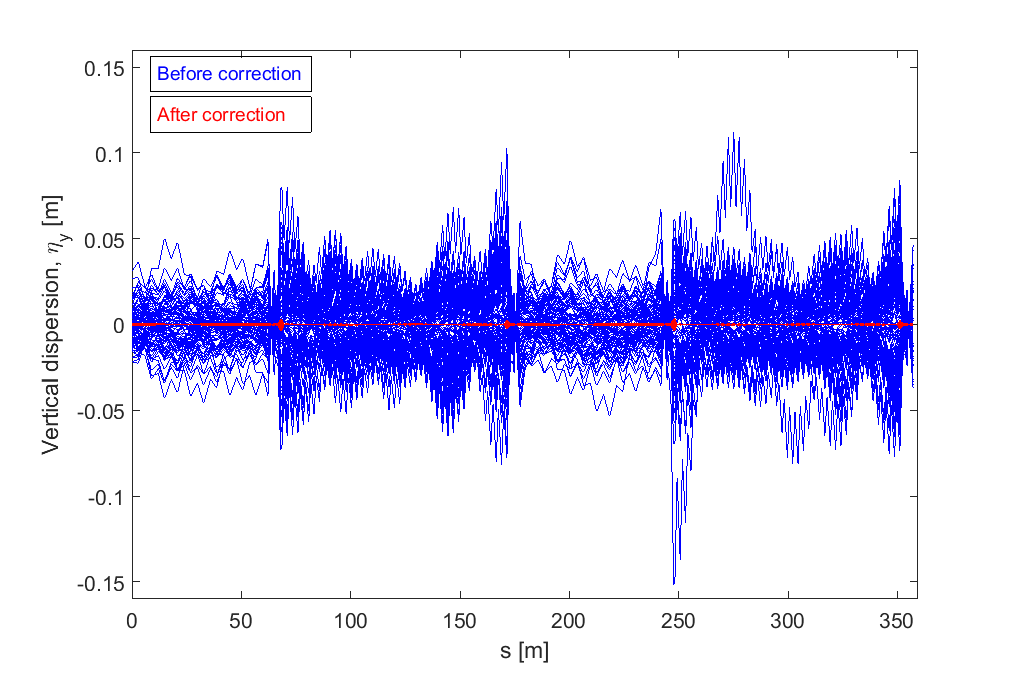 Before correction
After correction
Vertical dispersion, η_y [m]
0.15
0.1
0.05
0
-0.05
-0.1
-0.15
0 50 100 150 200 250 300 350
s [m]